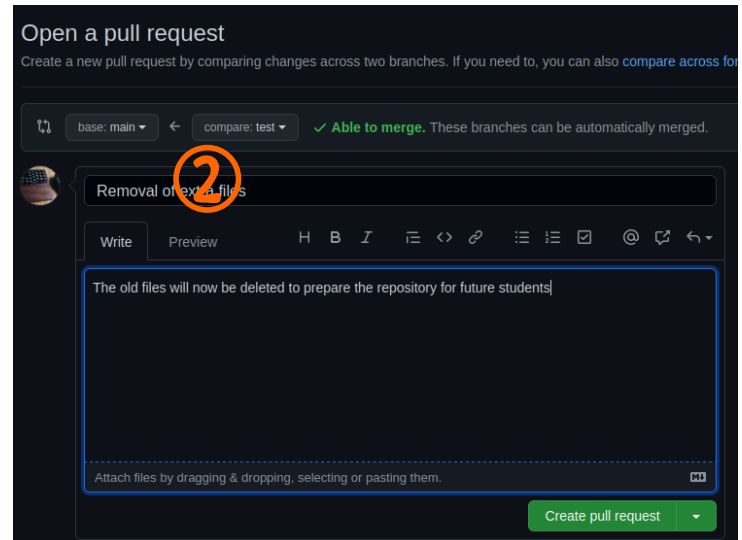 Open a pull request
Create a new pull request by comparing changes across two branches. If you need to, you can also compare across for
base: main ← compare: test ✓ Able to merge. These branches can be automatically merged.
②
Removal of extra files
Write Preview H B I
The old files will now be deleted to prepare the repository for future students
Attach files by dragging & dropping, selecting or pasting them.
Create pull request